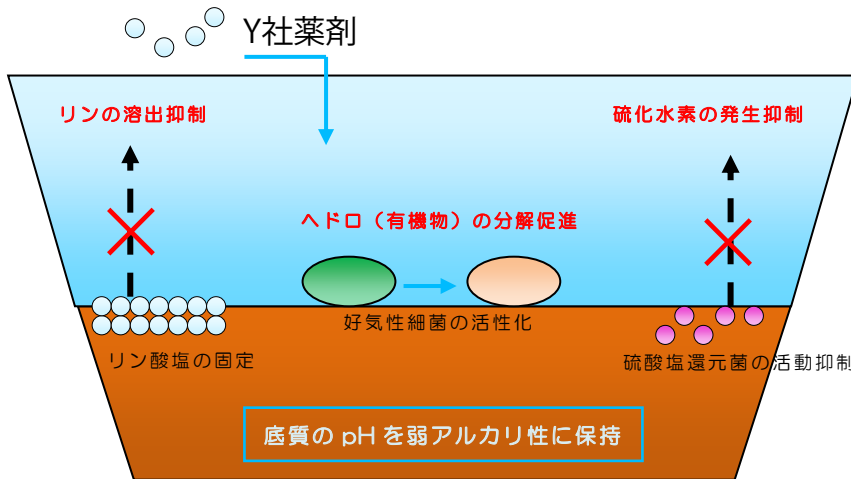 Y社薬剤
リンの溶出抑制
硫化水素の発生抑制
ヘドロ（有機物）の分解促進
好気性細菌の活性化
リン酸塩の固定
硫酸塩還元菌の活動抑制
底質の pH を弱アルカリ性に保持